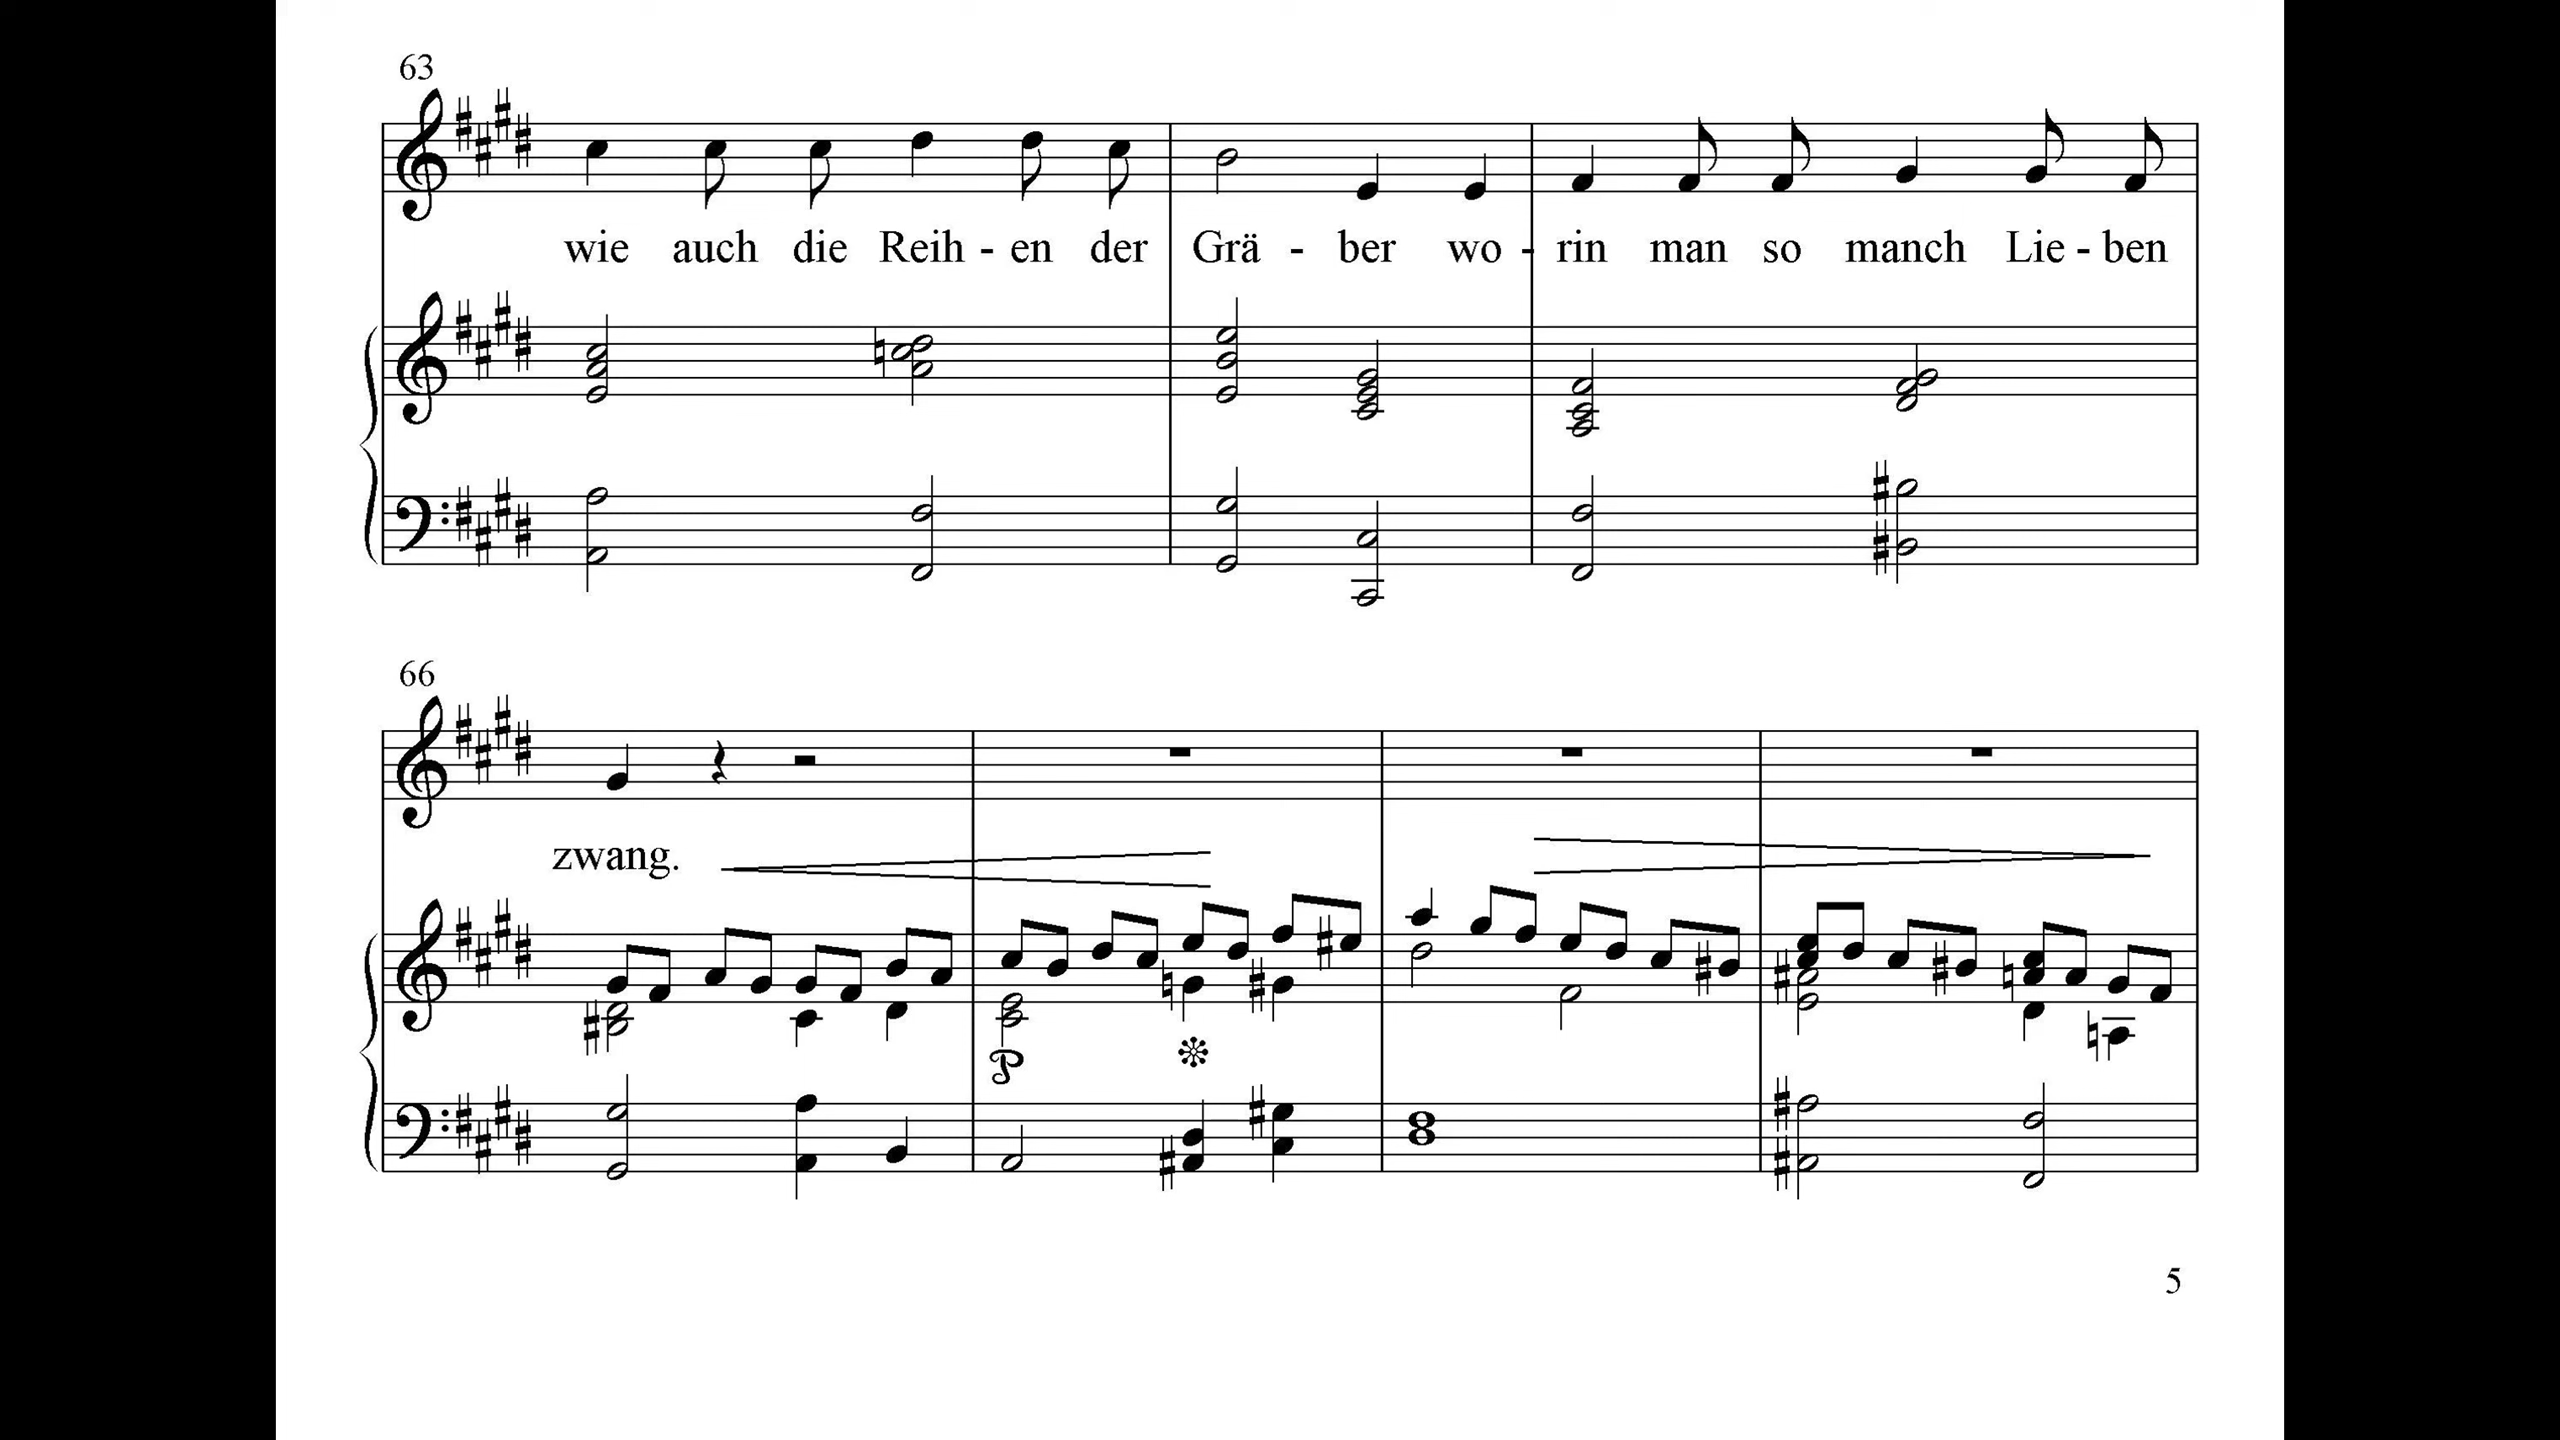 63
wie auch die Reih - en der Grä - ber wo - rin man so manch Lie - ben
66
zwang.
5